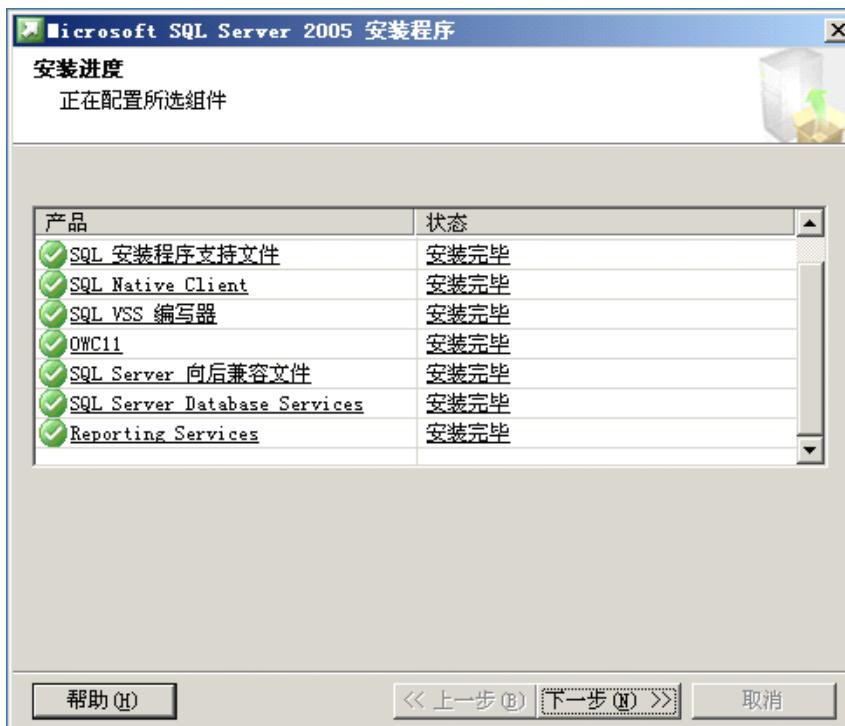 Microsoft SQL Server 2005 安装程序
安装进度
正在配置所选组件
产品 状态
SQL 安装程序支持文件 安装完毕
SQL Native Client 安装完毕
SQL VSS 编写器 安装完毕
OWC11 安装完毕
SQL Server 向后兼容文件 安装完毕
SQL Server Database Services 安装完毕
Reporting Services 安装完毕
帮助(H) << 上一步(B) 下一步(N) >> 取消